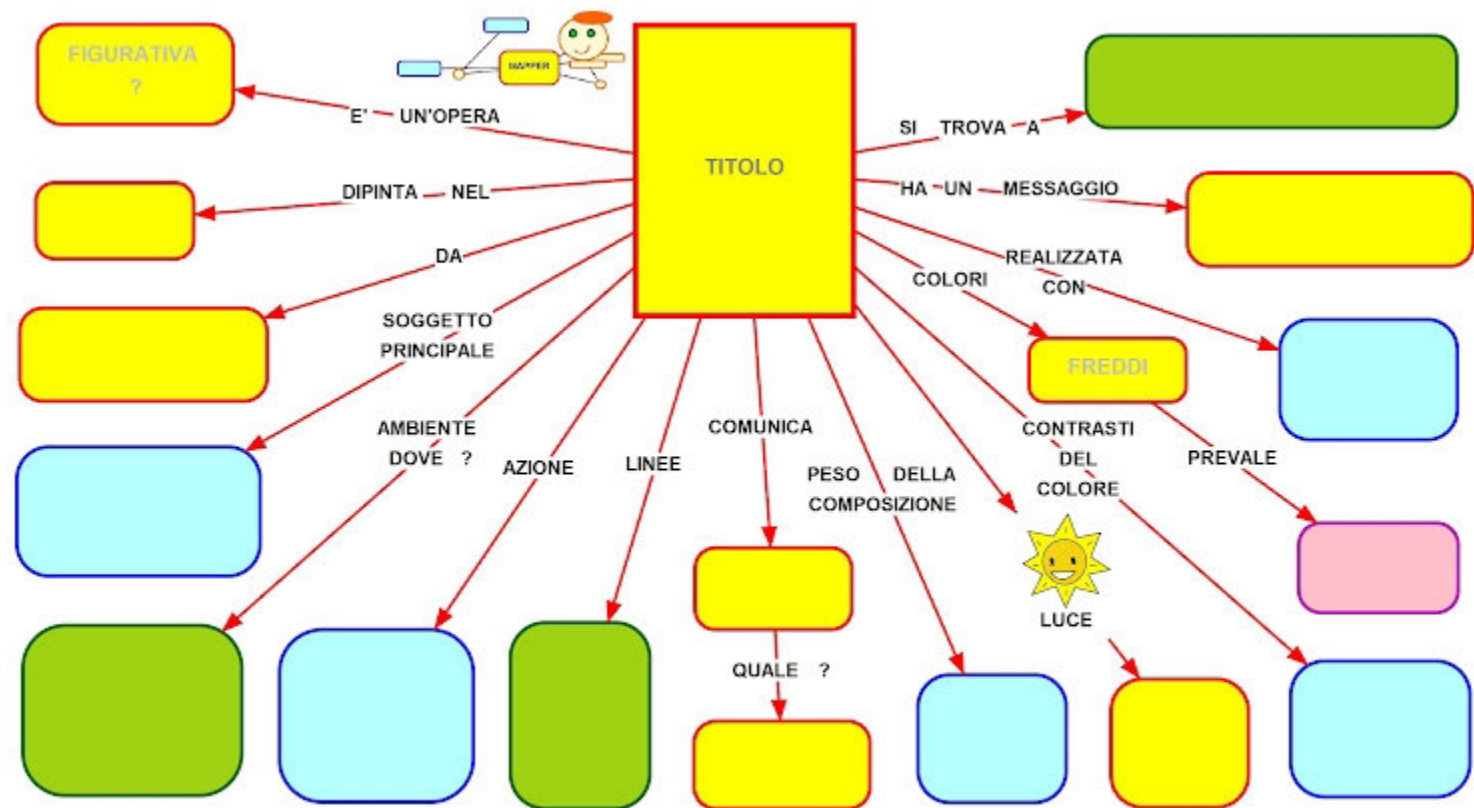 FIGURATIVA
?
MAPPER
TITOLO
E' UN'OPERA
SI TROVA A
DIPINTA NEL
HA UN MESSAGGIO
DA
REALIZZATA
CON
COLORI
SOGGETTO
PRINCIPALE
FREDDI
AMBIENTE
DOVE ?
AZIONE
LINEE
COMUNICA
PESO DELLA
COMPOSIZIONE
CONTRASTI
DEL
COLORE
PREVALE
LUCE
QUALE ?